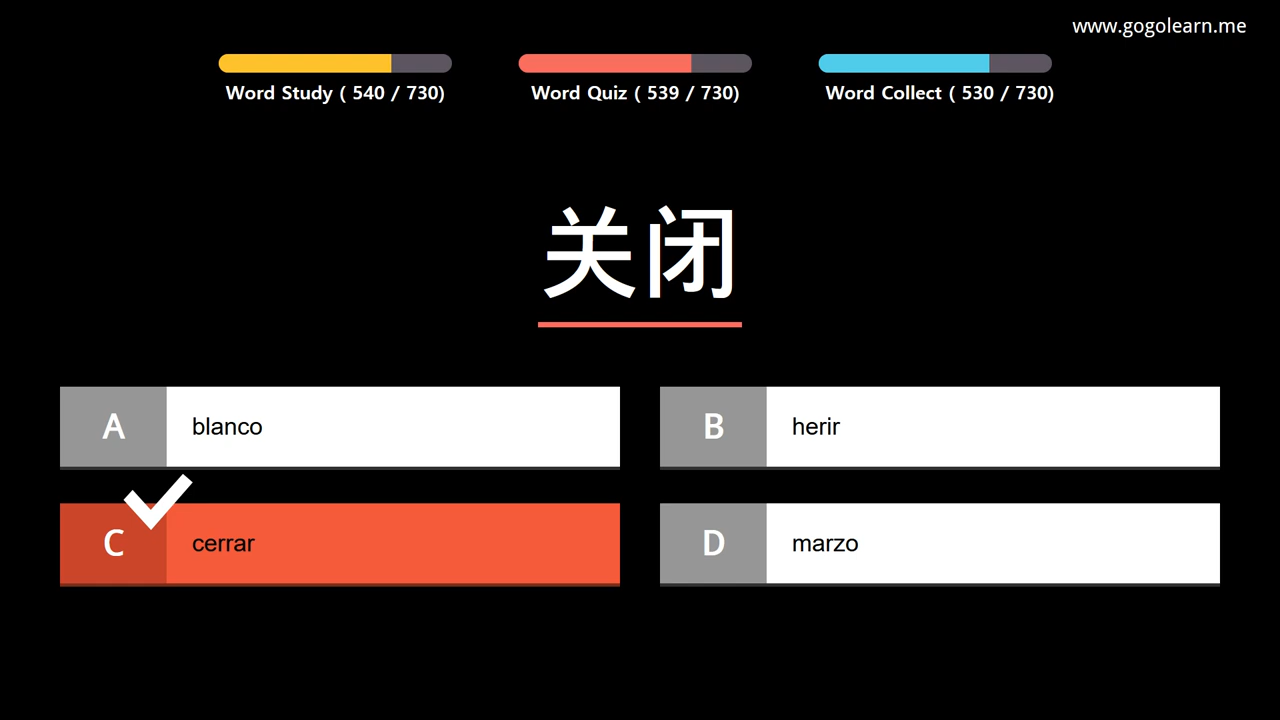 www.gogolearn.me
Word Study ( 540 / 730)
Word Quiz ( 539 / 730)
Word Collect ( 530 / 730)
关闭
A blanco
B herir
C cerrar
D marzo